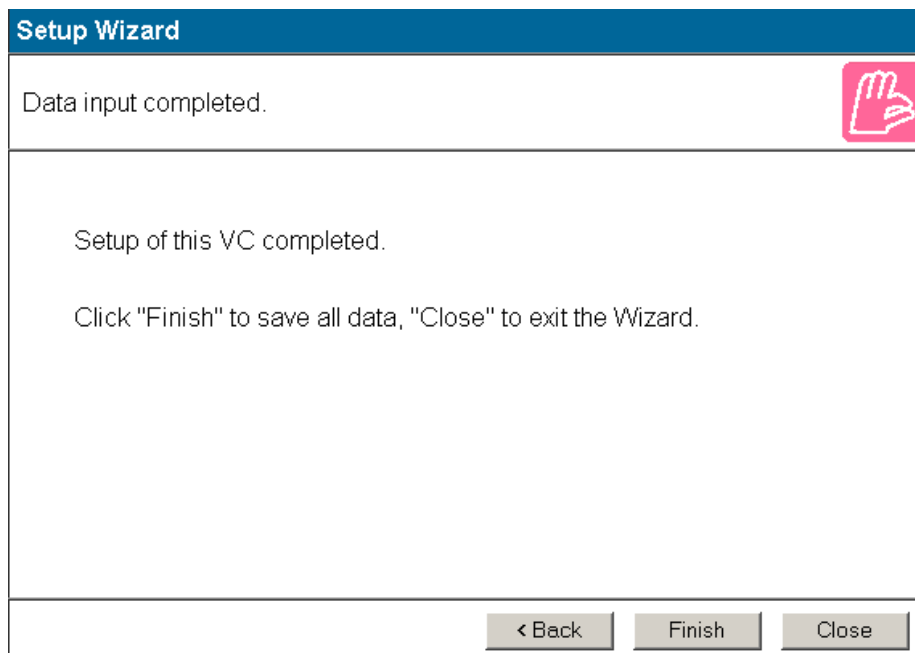 Setup Wizard
Data input completed.
Setup of this VC completed.
Click "Finish" to save all data, "Close" to exit the Wizard.
< Back Finish Close